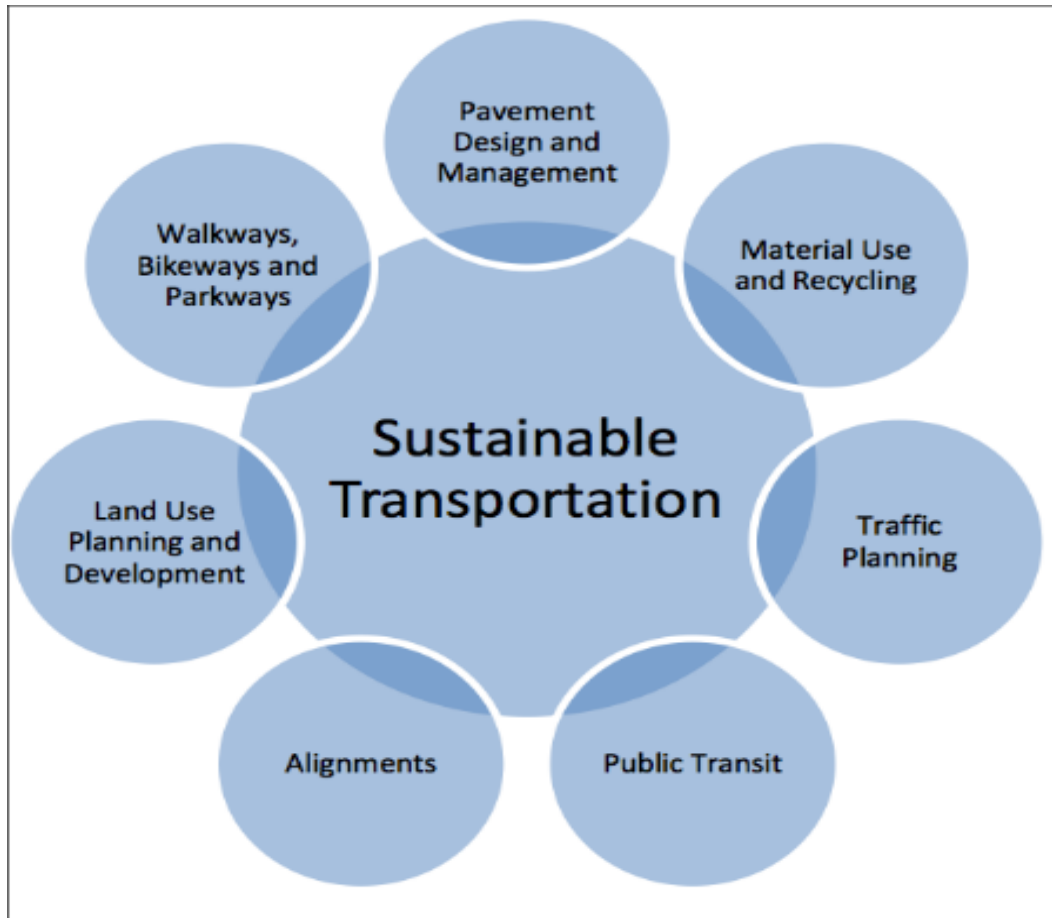 Pavement
Design and
Management
Walkways,
Bikeways and
Parkways
Material Use
and Recycling
Sustainable
Transportation
Land Use
Planning and
Development
Traffic
Planning
Alignments
Public Transit